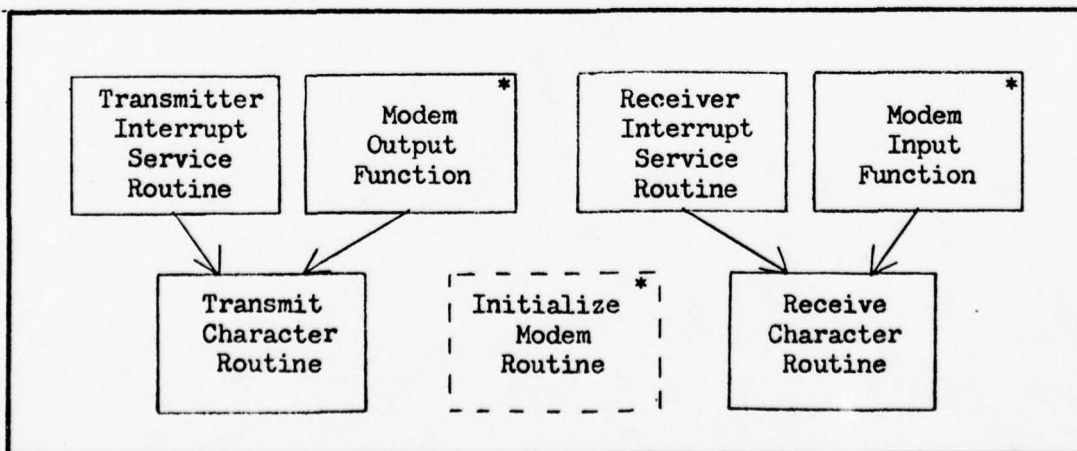 Transmitter
Interrupt
Service
Routine
*
Modem
Output
Function
Receiver
Interrupt
Service
Routine
*
Modem
Input
Function
Transmit
Character
Routine
*
Initialize
Modem
Routine
Receive
Character
Routine